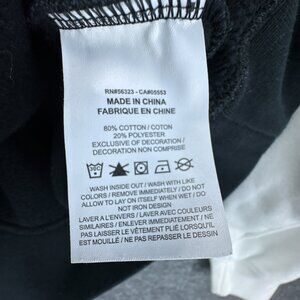 RN#56323 - CA#05553
MADE IN CHINA
FABRIQUE EN CHINE
80% COTTON / COTON
20% POLYESTER
EXCLUSIVE OF DECORATION /
DECORATION NON COMPRISE
WASH INSIDE OUT / WASH WITH LIKE
COLORS / REMOVE IMMEDIATELY / DO NOT
ALLOW TO LAY ON ITSELF WHEN WET / DO
NOT IRON DESIGN
LAVER A L'ENVERS / LAVER AVEC COULEURS
SIMILAIRES / ENLEVER TOUT DE SUITE / NE
PAS LAISSER LE VÊTEMENT PLIÉ LORSQU'IL
EST MOUILLÉ / NE PAS REPASSER LE DESSIN